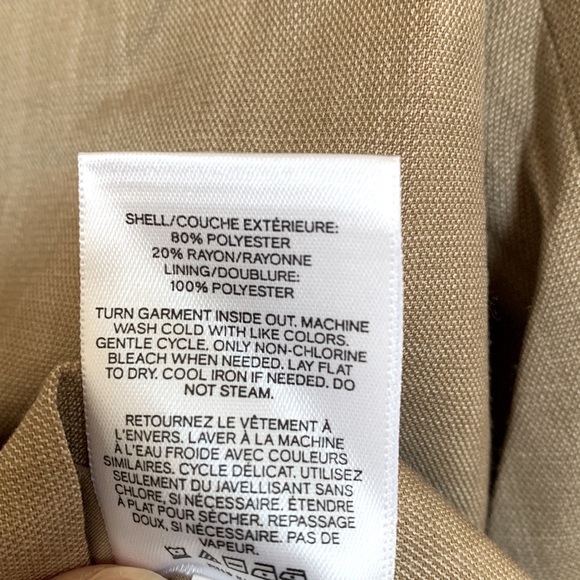 SHELL/COUCHE EXTÉRIEURE:
80% POLYESTER
20% RAYON/RAYONNE
LINING/DOUBLURE:
100% POLYESTER
TURN GARMENT INSIDE OUT. MACHINE
WASH COLD WITH LIKE COLORS.
GENTLE CYCLE. ONLY NON-CHLORINE
BLEACH WHEN NEEDED. LAY FLAT
TO DRY. COOL IRON IF NEEDED. DO
NOT STEAM.
RETOURNEZ LE VÊTEMENT À
L'ENVERS. LAVER À LA MACHINE
À L'EAU FROIDE AVEC COULEURS
SIMILAIRES. CYCLE DÉLICAT. UTILISEZ
SEULEMENT DU JAVELLISANT SANS
CHLORE, SI NÉCESSAIRE. ÉTENDRE
À PLAT POUR SÉCHER. REPASSAGE
DOUX, SI NÉCESSAIRE. PAS DE
VAPEUR.